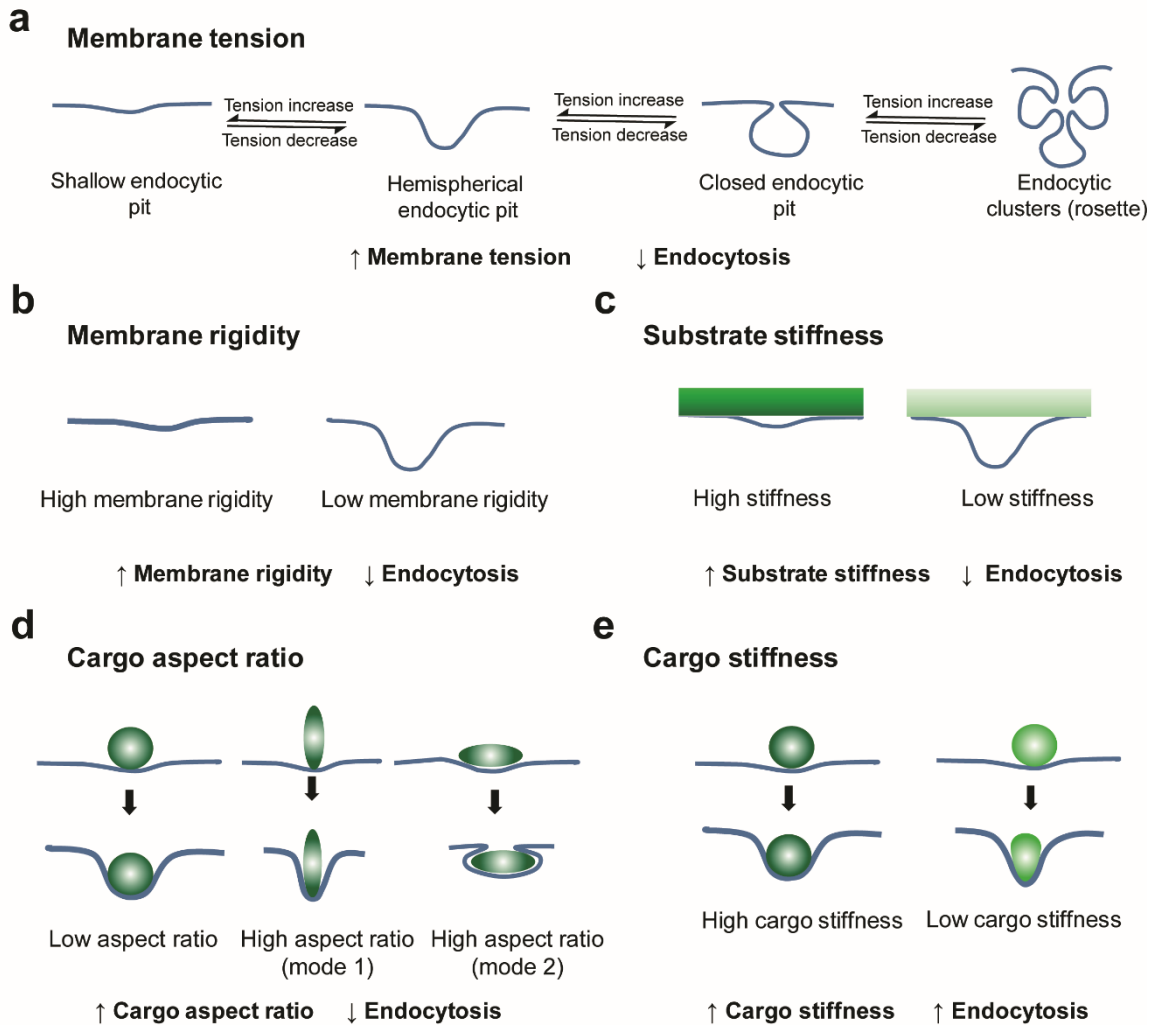 a
Membrane tension
Tension increase
Tension decrease
Tension increase
Tension decrease
Tension increase
Tension decrease
Shallow endocytic
pit
Hemispherical
endocytic pit
Closed endocytic
pit
Endocytic
clusters (rosette)
↑ Membrane tension ↓ Endocytosis
b
Membrane rigidity
High membrane rigidity
Low membrane rigidity
↑ Membrane rigidity ↓ Endocytosis
c
Substrate stiffness
High stiffness
Low stiffness
↑ Substrate stiffness ↓ Endocytosis
d
Cargo aspect ratio
Low aspect ratio
High aspect ratio
(mode 1)
High aspect ratio
(mode 2)
↑ Cargo aspect ratio ↓ Endocytosis
e
Cargo stiffness
High cargo stiffness
Low cargo stiffness
↑ Cargo stiffness ↑ Endocytosis